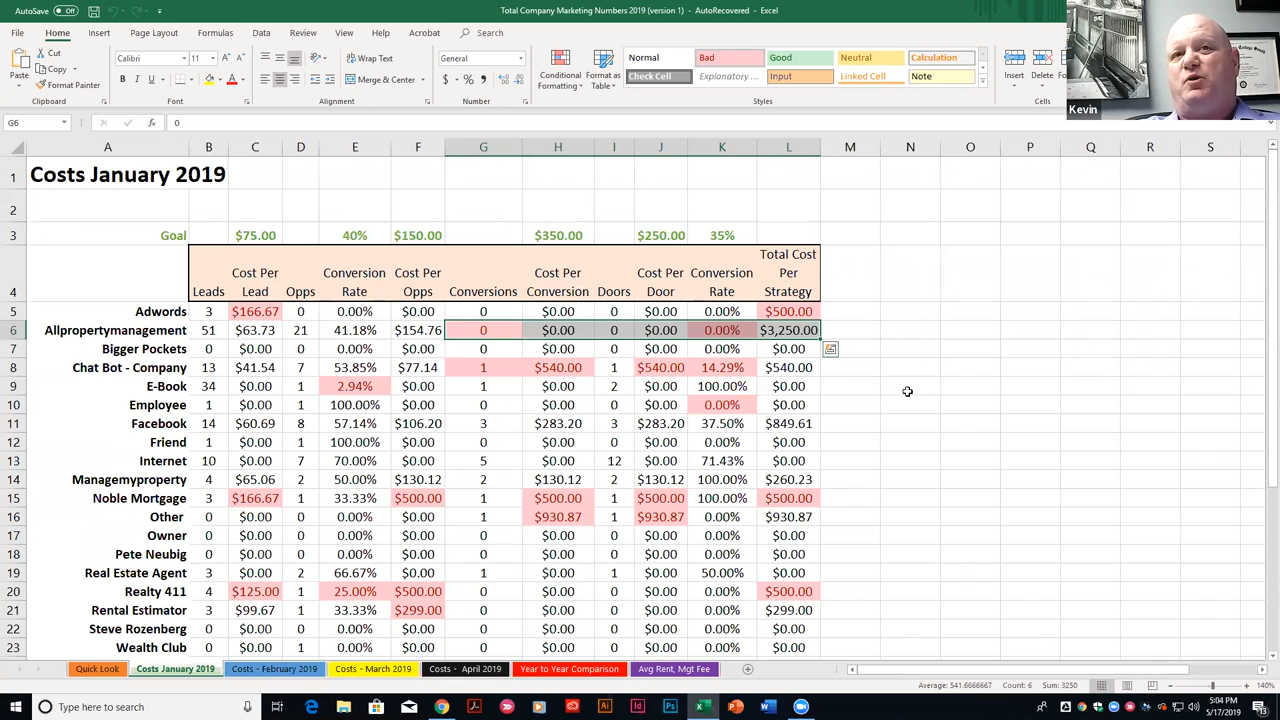 AutoSave Off
Total Company Marketing Numbers 2019 (version 1) - AutoRecovered - Excel
File Home Insert Page Layout Formulas Data Review View Help Acrobat Search
Cut
Copy
Format Painter
Paste
Clipboard
Calibri 11
B I U
Font
Wrap Text
Merge & Center
Alignment
General
$ % ,
Number
Conditional Formatting
Format as Table
Normal Bad Good Neutral Calculation
Check Cell Explanatory ... Input Linked Cell Note
Styles
Insert Delete
Cells
Kevin
G6 fx 0
A B C D E F G H I J K L M N O P Q R S
1 Costs January 2019
2
3 Goal $75.00 40% $150.00 $350.00 $250.00 35%
4 Leads Cost Per Lead Opps Conversion Rate Cost Per Opps Conversions Cost Per Conversion Doors Cost Per Door Conversion Rate Total Cost Per Strategy
5 Adwords 3 $166.67 0 0.00% $0.00 0 $0.00 0 $0.00 0.00% $500.00
6 Allpropertymanagement 51 $63.73 21 41.18% $154.76 0 $0.00 0 $0.00 0.00% $3,250.00
7 Bigger Pockets 0 $0.00 0 0.00% $0.00 0 $0.00 0 $0.00 0.00% $0.00
8 Chat Bot - Company 13 $41.54 7 53.85% $77.14 1 $540.00 1 $540.00 14.29% $540.00
9 E-Book 34 $0.00 1 2.94% $0.00 1 $0.00 2 $0.00 100.00% $0.00
10 Employee 1 $0.00 1 100.00% $0.00 0 $0.00 0 $0.00 0.00% $0.00
11 Facebook 14 $60.69 8 57.14% $106.20 3 $283.20 3 $283.20 37.50% $849.61
12 Friend 1 $0.00 1 100.00% $0.00 0 $0.00 0 $0.00 0.00% $0.00
13 Internet 10 $0.00 7 70.00% $0.00 5 $0.00 12 $0.00 71.43% $0.00
14 Managemyproperty 4 $65.06 2 50.00% $130.12 2 $130.12 2 $130.12 100.00% $260.23
15 Noble Mortgage 3 $166.67 1 33.33% $500.00 1 $500.00 1 $500.00 100.00% $500.00
16 Other 0 $0.00 0 0.00% $0.00 1 $930.87 1 $930.87 0.00% $930.87
17 Owner 0 $0.00 0 0.00% $0.00 0 $0.00 0 $0.00 0.00% $0.00
18 Pete Neubig 0 $0.00 0 0.00% $0.00 0 $0.00 0 $0.00 0.00% $0.00
19 Real Estate Agent 3 $0.00 2 66.67% $0.00 1 $0.00 1 $0.00 50.00% $0.00
20 Realty 411 4 $125.00 1 25.00% $500.00 0 $0.00 0 $0.00 0.00% $500.00
21 Rental Estimator 3 $99.67 1 33.33% $299.00 0 $0.00 0 $0.00 0.00% $299.00
22 Steve Rozenberg 0 $0.00 0 0.00% $0.00 0 $0.00 0 $0.00 0.00% $0.00
23 Wealth Club 0 $0.00 1 0.00% $0.00 0 $0.00 0 $0.00 0.00% $0.00
Quick Look Costs January 2019 Costs - February 2019 Costs - March 2019 Costs - April 2019 Year to Year Comparison Avg Rent, Mgt Fee
Average: 541.6666667 Count: 6 Sum: 3250 140%
Type here to search
5:04 PM
5/17/2019